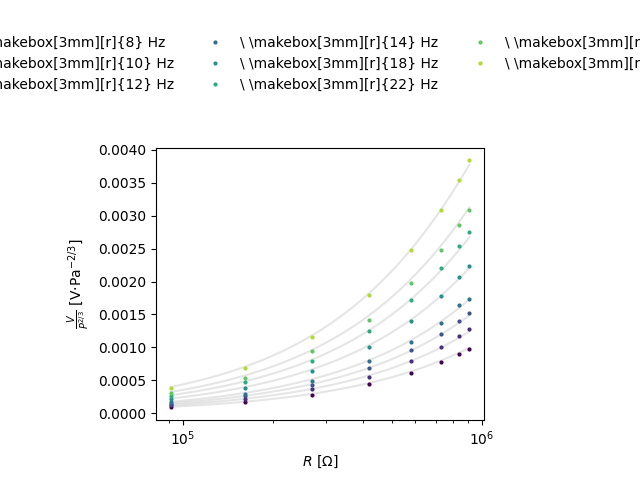 makebox[3mm][r]{8} Hz \ \makebox[3mm][r]{14} Hz \ \makebox[3mm][r
makebox[3mm][r]{10} Hz \ \makebox[3mm][r]{18} Hz \ \makebox[3mm][r
makebox[3mm][r]{12} Hz \ \makebox[3mm][r]{22} Hz
0.0040
0.0035
0.0030
0.0025
0.0020
0.0015
0.0010
0.0005
0.0000
V/P^{2/3} [V·Pa^{−2/3}]
10^5 10^6
R [Ω]